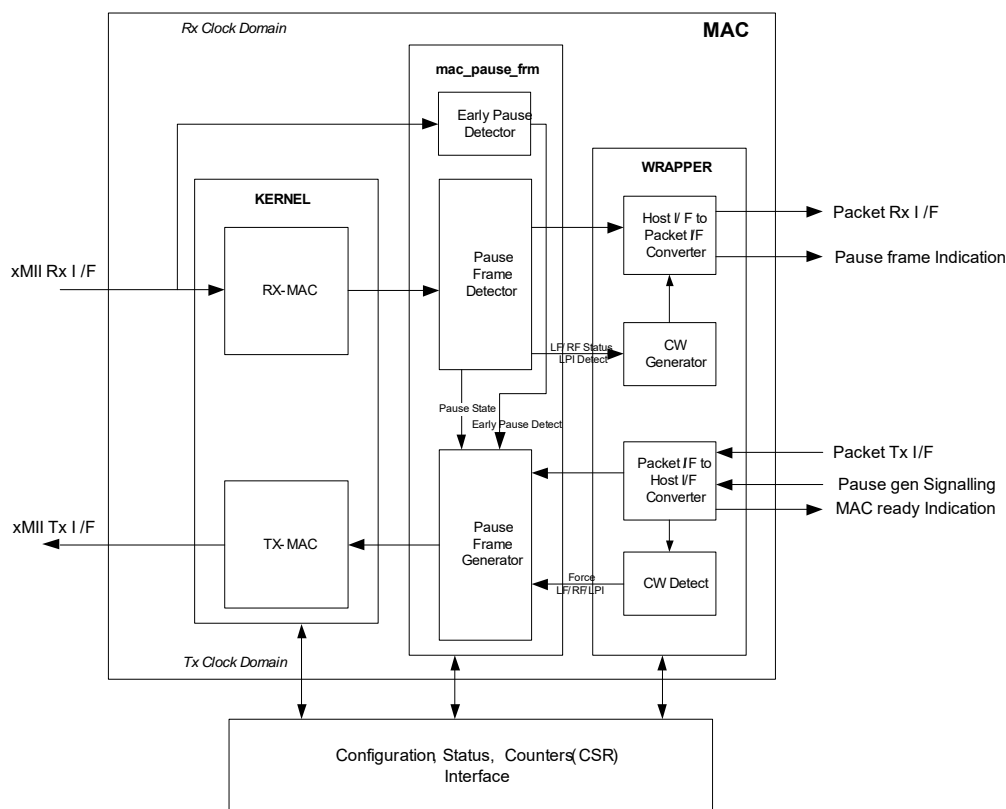 Rx Clock Domain
MAC
mac_pause_frm
Early Pause
Detector
WRAPPER
KERNEL
Host I/ F to
Packet I/F
Converter
Packet Rx I /F
Pause frame Indication
xMII Rx I /F
RX-MAC
Pause
Frame
Detector
LF/ RF Status
LPI Detect
CW
Generator
Pause State
Early Pause Detect
Packet I/F to
Host I/F
Converter
Packet Tx I/F
Pause gen Signalling
MAC ready Indication
xMII Tx I /F
TX-MAC
Pause
Frame
Generator
Force
LF/ RF/ LPI
CW Detect
Tx Clock Domain
Configuration, Status, Counters(CSR)
Interface